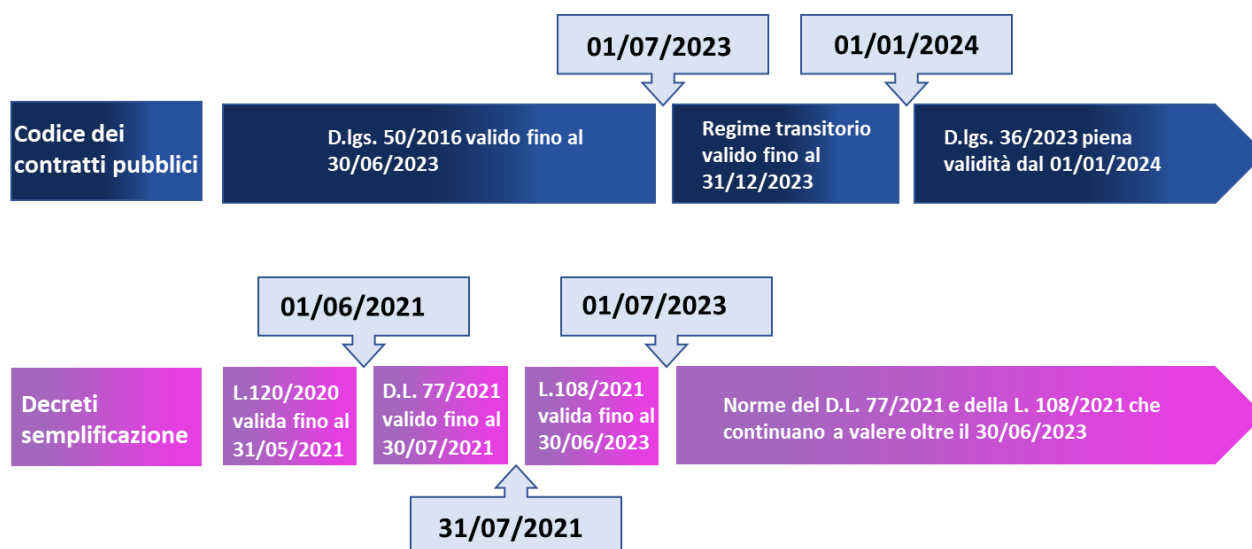 01/07/2023
01/01/2024
Codice dei
contratti pubblici
D.lgs. 50/2016 valido fino al
30/06/2023
Regime transitorio
valido fino al
31/12/2023
D.lgs. 36/2023 piena
validità dal 01/01/2024
01/06/2021
01/07/2023
Decreti
semplificazione
L.120/2020
valida fino al
31/05/2021
D.L. 77/2021
valido fino al
30/07/2021
L.108/2021
valida fino al
30/06/2023
Norme del D.L. 77/2021 e della L. 108/2021 che
continuano a valere oltre il 30/06/2023
31/07/2021